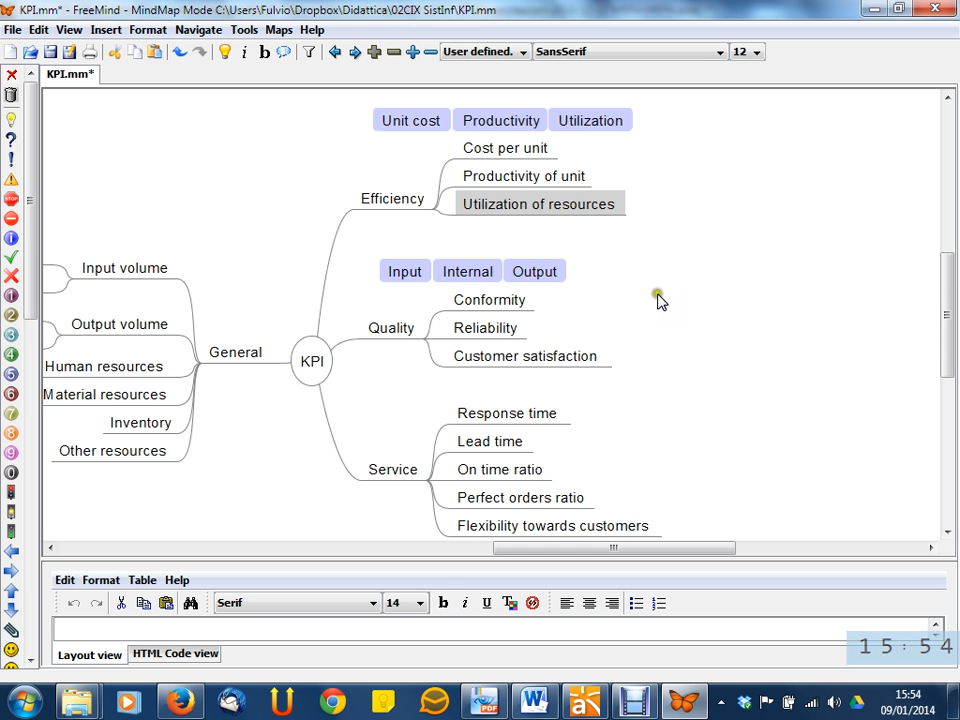 KPI.mm* - FreeMind - MindMap Mode C:\Users\Fulvio\Dropbox\Didattica\02CIX SistInf\KPI.mm
File Edit View Insert Format Navigate Tools Maps Help
User defined. SansSerif 12
KPI.mm*
Unit cost Productivity Utilization
Cost per unit
Productivity of unit
Efficiency
Utilization of resources
Input volume
Input Internal Output
Conformity
Output volume
Quality
Reliability
General
Customer satisfaction
KPI
Human resources
Material resources
Inventory
Other resources
Response time
Lead time
Service
On time ratio
Perfect orders ratio
Flexibility towards customers
Edit Format Table Help
Serif 14
Layout view HTML Code view
15:54
15:54
09/01/2014